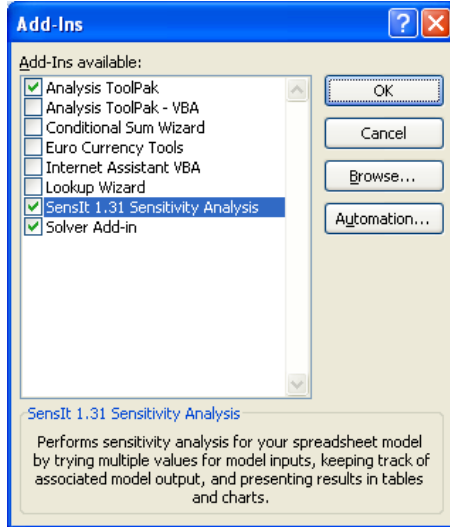 Add-Ins
Add-Ins available:
Analysis ToolPak
OK
Analysis ToolPak - VBA
Conditional Sum Wizard
Cancel
Euro Currency Tools
Internet Assistant VBA
Browse...
Lookup Wizard
SensIt 1.31 Sensitivity Analysis
Automation...
Solver Add-in
SensIt 1.31 Sensitivity Analysis
Performs sensitivity analysis for your spreadsheet model
by trying multiple values for model inputs, keeping track of
associated model output, and presenting results in tables
and charts.